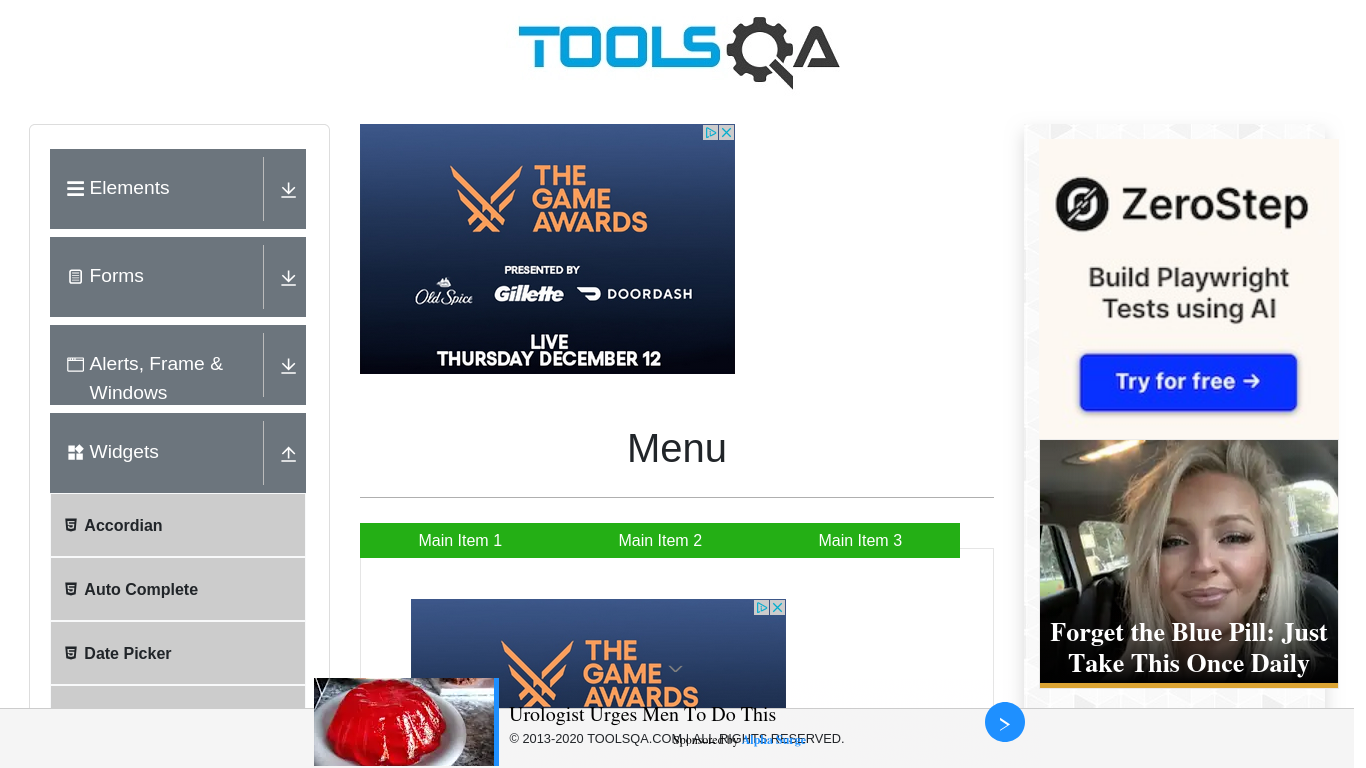 TOOLSQA
Elements
Forms
Alerts, Frame &
Windows
Widgets
Accordian
Auto Complete
Date Picker
THE
GAME
AWARDS
PRESENTED BY
Old Spice
Gillette
DOORDASH
LIVE
THURSDAY DECEMBER 12
Menu
Main Item 1
Main Item 2
Main Item 3
THE
GAME
AWARDS
ZeroStep
Build Playwright
Tests using AI
Try for free →
Forget the Blue Pill: Just
Take This Once Daily
Urologist Urges Men To Do This
© 2013-2020 TOOLSQA.COM | ALL RIGHTS RESERVED.
Sponsored by